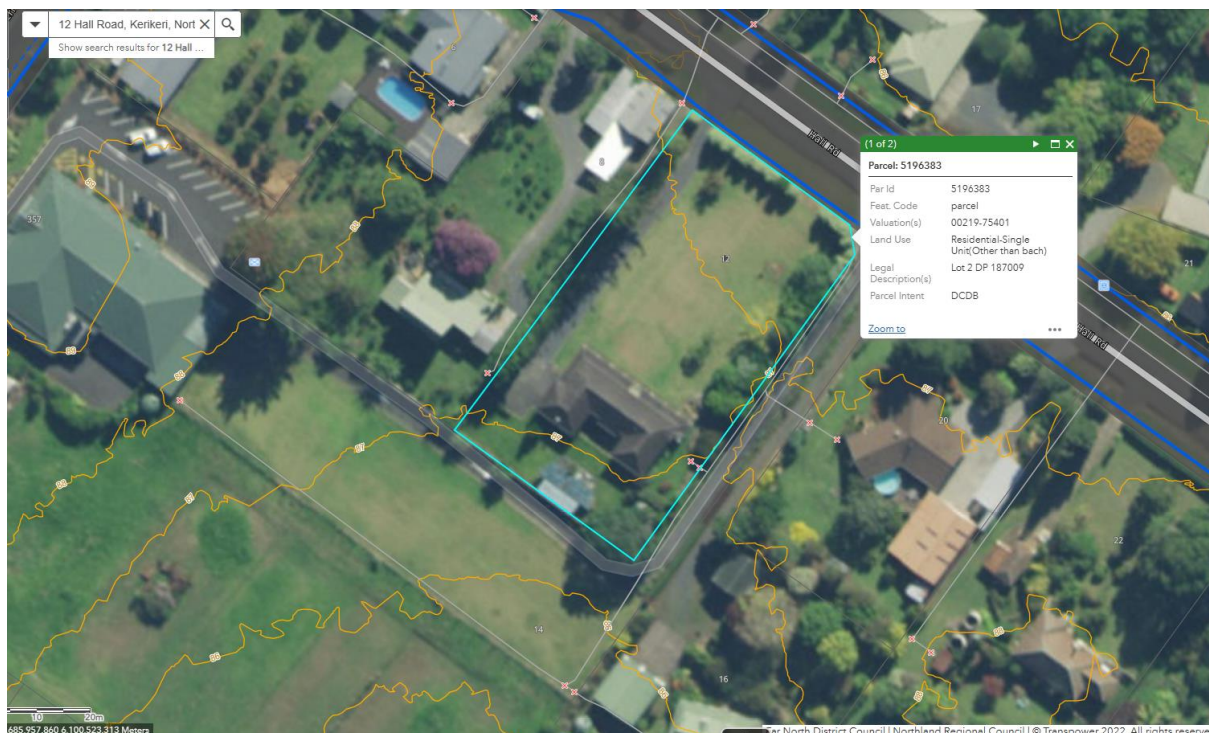 12 Hall Road, Kerikeri, Nort
Show search results for 12 Hall ...
Hall Rd
17
8
357
12
21
(1 of 2)
Parcel: 5196383
Par Id 5196383
Feat. Code parcel
Valuation(s) 00219-75401
Land Use Residential-Single
Unit(Other than bach)
Legal Description(s) Lot 2 DP 187009
Parcel Intent DCDB
Zoom to
Hall Rd
20
87
22
86
14
16
10 20m
685,957.860 6,100,523.313 Meters
Far North District Council | Northland Regional Council | © Transpower 2022. All rights reserve